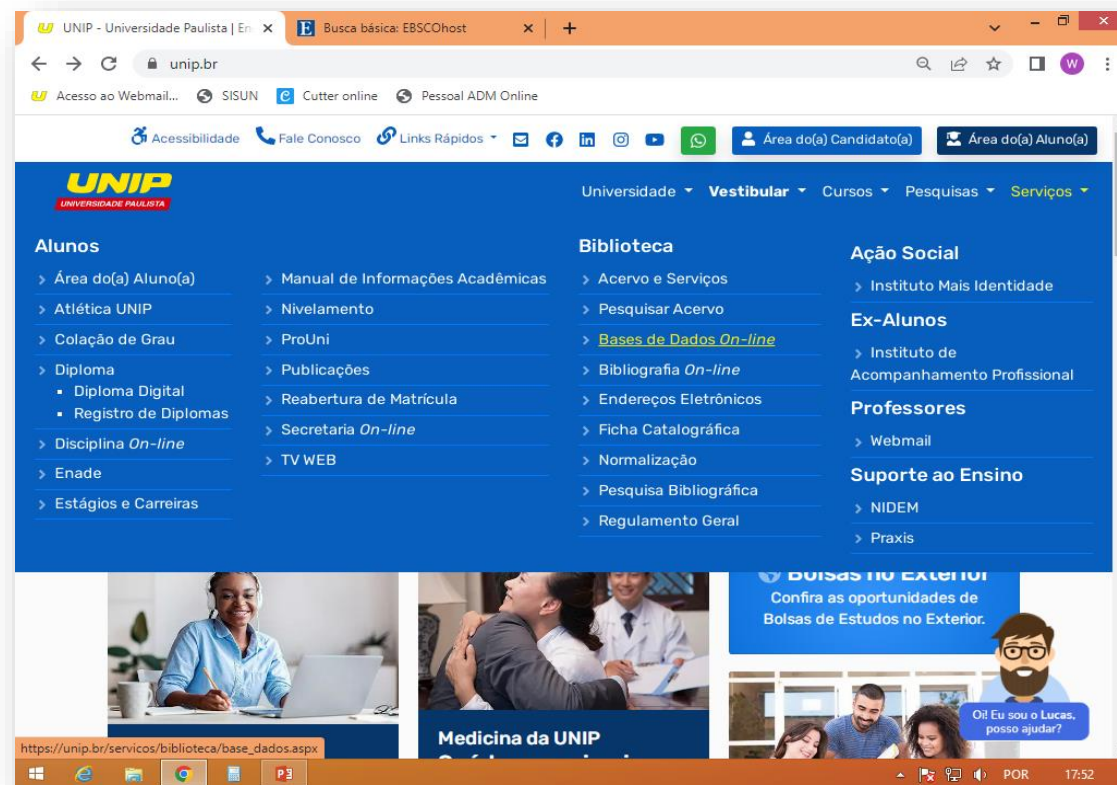 UNIP - Universidade Paulista | En
Busca básica: EBSCOhost
unip.br
W
Acesso ao Webmail...
SISUN
Cutter online
Pessoal ADM Online
Acessibilidade
Fale Conosco
Links Rápidos
Área do(a) Candidato(a)
Área do(a) Aluno(a)
UNIP
UNIVERSIDADE PAULISTA
Universidade
Vestibular
Cursos
Pesquisas
Serviços
Alunos
Área do(a) Aluno(a)
Atlética UNIP
Colação de Grau
Diploma
Diploma Digital
Registro de Diplomas
Disciplina On-line
Enade
Estágios e Carreiras
Manual de Informações Acadêmicas
Nivelamento
ProUni
Publicações
Reabertura de Matrícula
Secretaria On-line
TV WEB
Biblioteca
Acervo e Serviços
Pesquisar Acervo
Bases de Dados On-line
Bibliografia On-line
Endereços Eletrônicos
Ficha Catalográfica
Normalização
Pesquisa Bibliográfica
Regulamento Geral
Ação Social
Instituto Mais Identidade
Ex-Alunos
Instituto de
Acompanhamento Profissional
Professores
Webmail
Suporte ao Ensino
NIDEM
Praxis
Bolsas no Exterior
Confira as oportunidades de
Bolsas de Estudos no Exterior.
Oi! Eu sou o Lucas,
posso ajudar?
Medicina da UNIP
https://unip.br/servicos/biblioteca/base_dados.aspx
POR
17:52